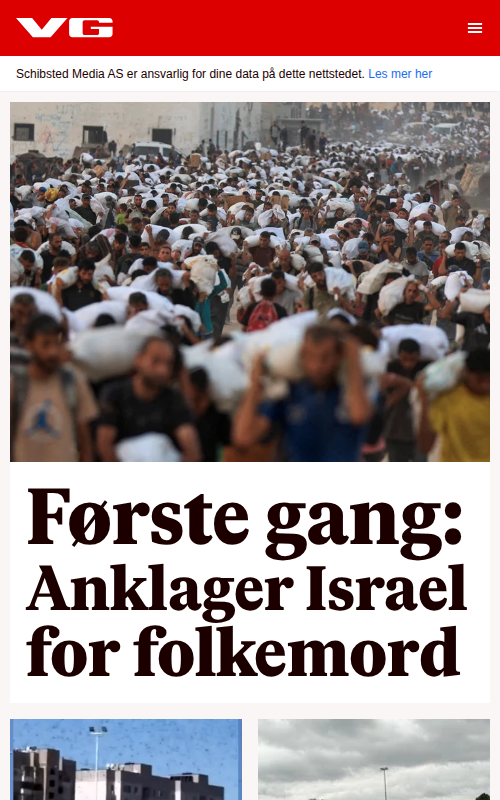 VG
Schibsted Media AS er ansvarlig for dine data på dette nettstedet. Les mer her
Første gang:
Anklager Israel
for folkemord